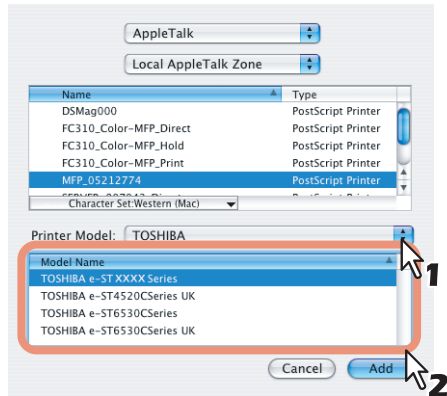 AppleTalk
Local AppleTalk Zone
Name Type
DSMag000 PostScript Printer
FC310_Color-MFP_Direct PostScript Printer
FC310_Color-MFP_Hold PostScript Printer
FC310_Color-MFP_Print PostScript Printer
MFP_05212774 PostScript Printer
Character Set:Western (Mac)
Printer Model: TOSHIBA
1
Model Name
TOSHIBA e-ST XXXX Series
TOSHIBA e-ST4520CSeries UK
TOSHIBA e-ST6530CSeries
TOSHIBA e-ST6530CSeries UK
Cancel Add
2